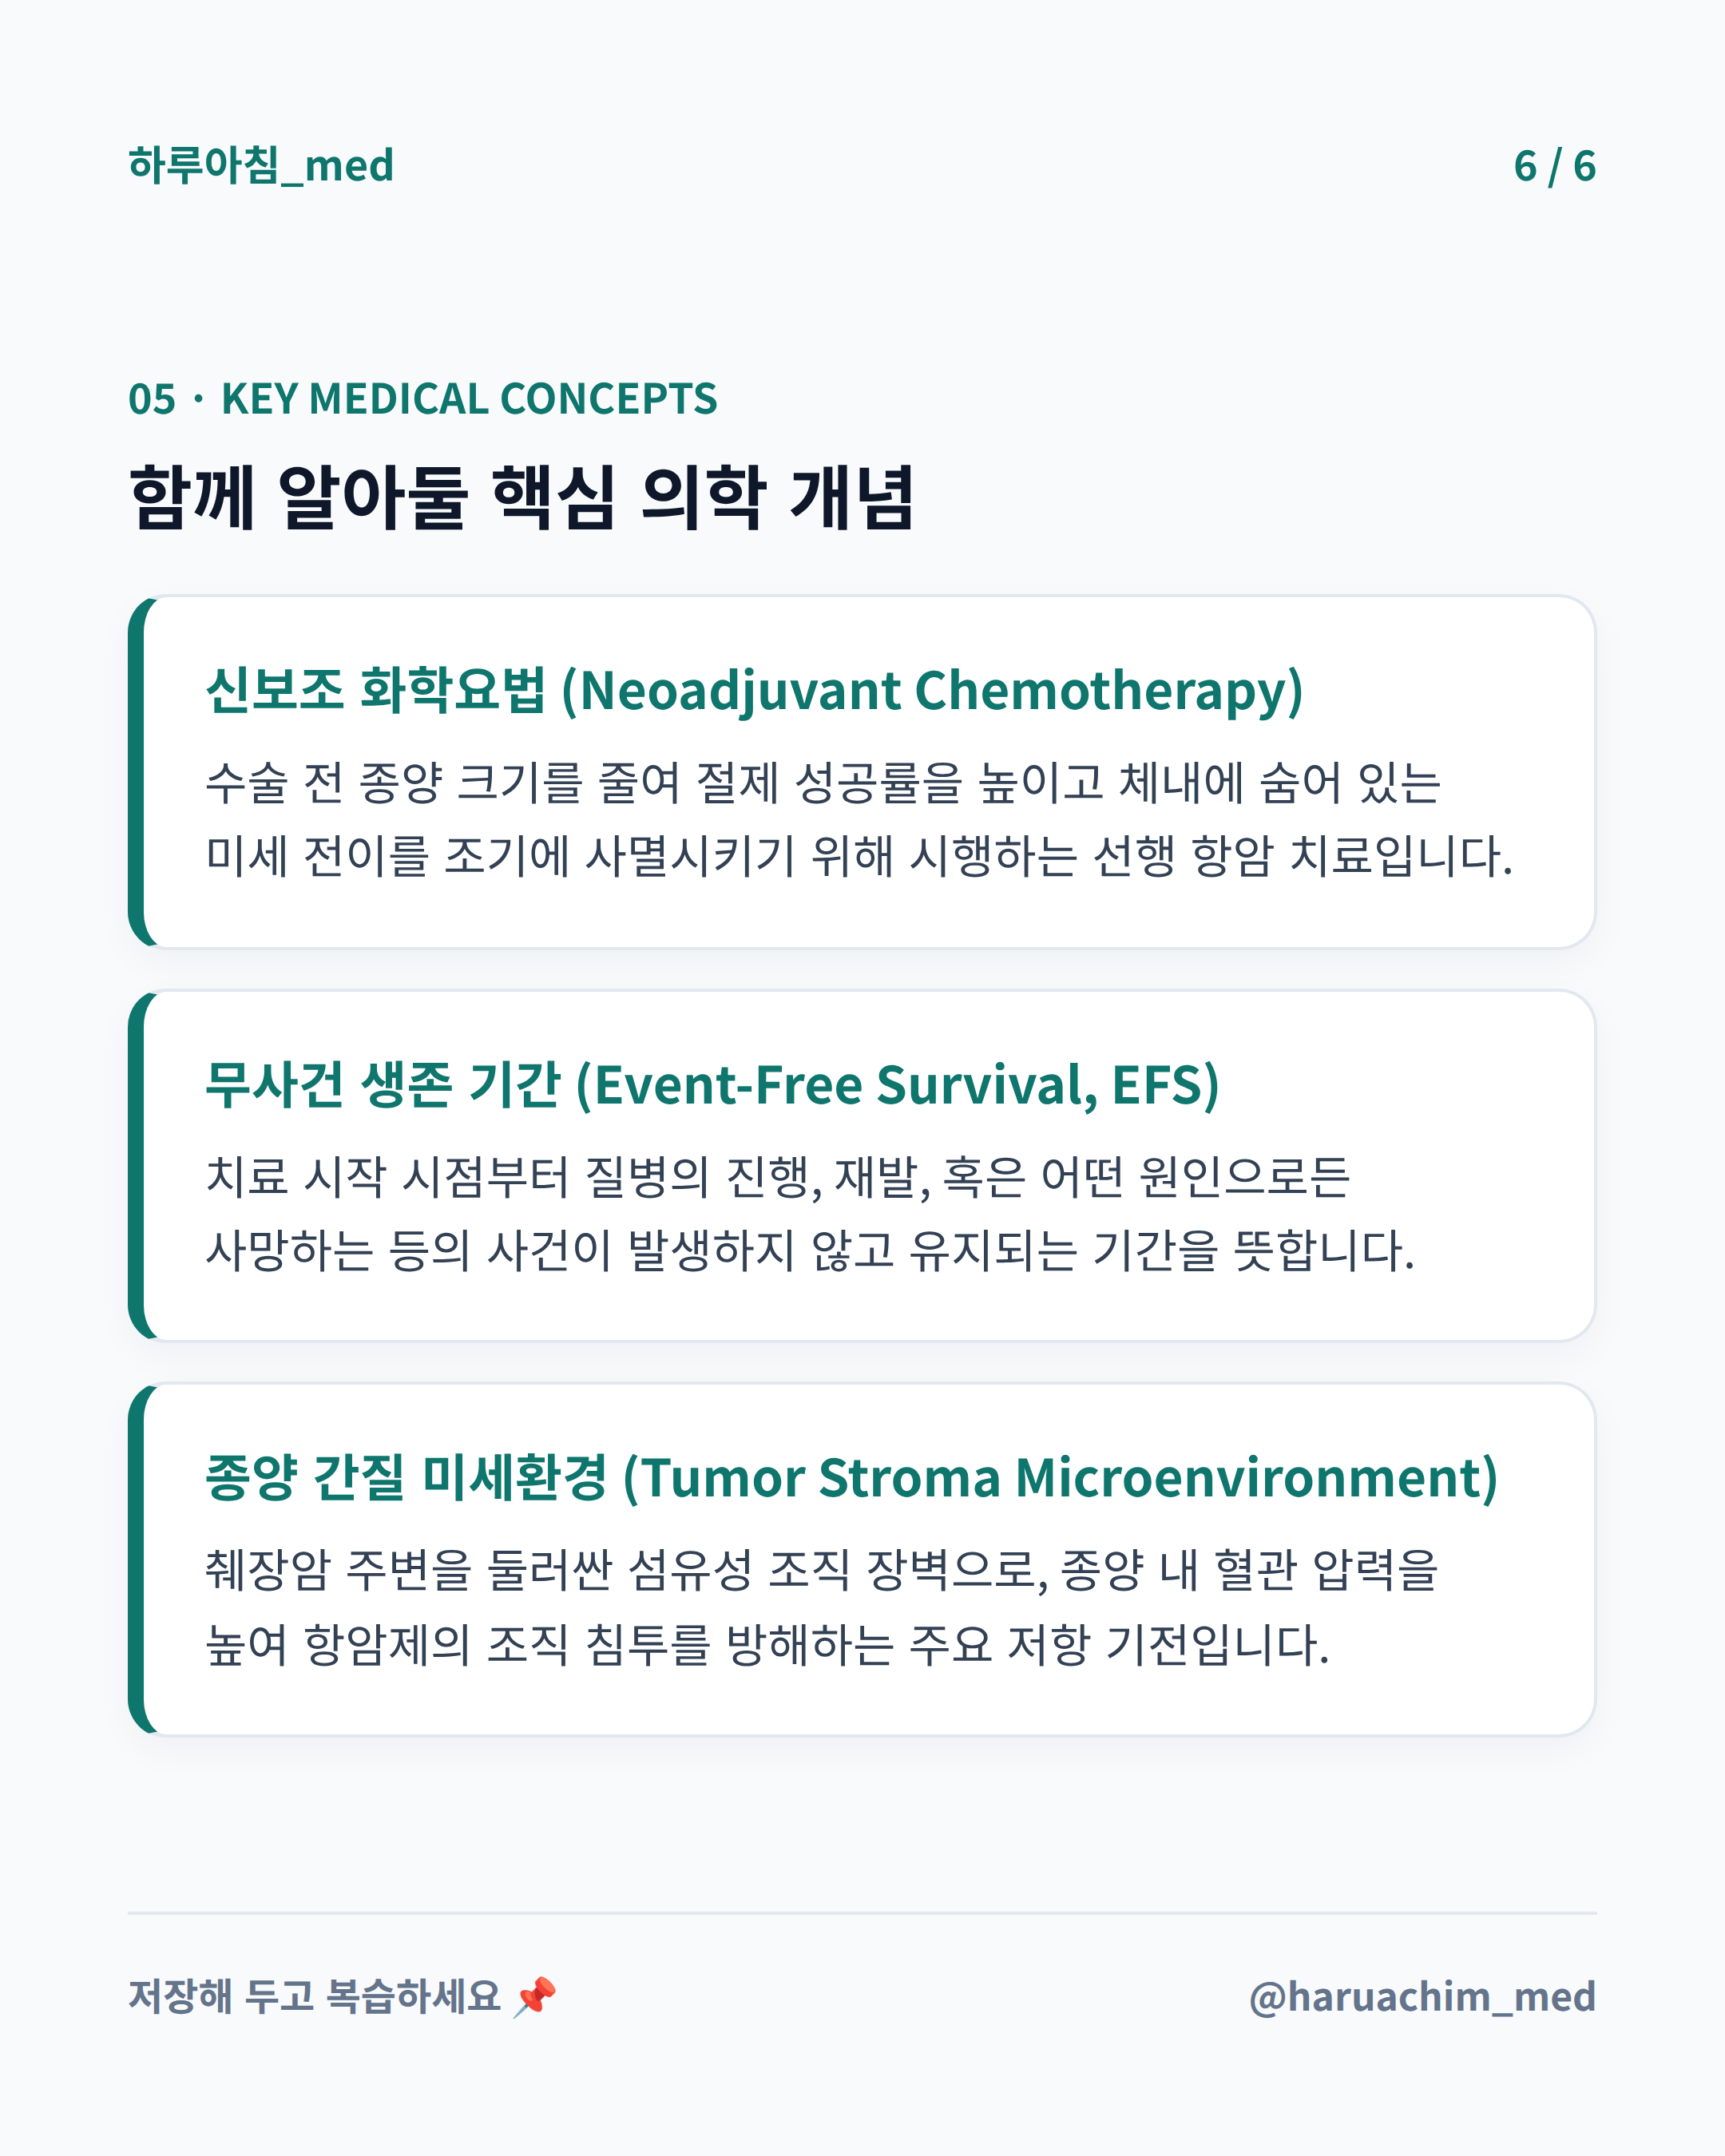 하루아침_med
6 / 6
05 · KEY MEDICAL CONCEPTS
함께 알아둘 핵심 의학 개념
신보조 화학요법 (Neoadjuvant Chemotherapy)
수술 전 종양 크기를 줄여 절제 성공률을 높이고 체내에 숨어 있는
미세 전이를 조기에 사멸시키기 위해 시행하는 선행 항암 치료입니다.
무사건 생존 기간 (Event-Free Survival, EFS)
치료 시작 시점부터 질병의 진행, 재발, 혹은 어떤 원인으로든
사망하는 등의 사건이 발생하지 않고 유지되는 기간을 뜻합니다.
종양 간질 미세환경 (Tumor Stroma Microenvironment)
췌장암 주변을 둘러싼 섬유성 조직 장벽으로, 종양 내 혈관 압력을
높여 항암제의 조직 침투를 방해하는 주요 저항 기전입니다.
저장해 두고 복습하세요 📌
@haruachim_med